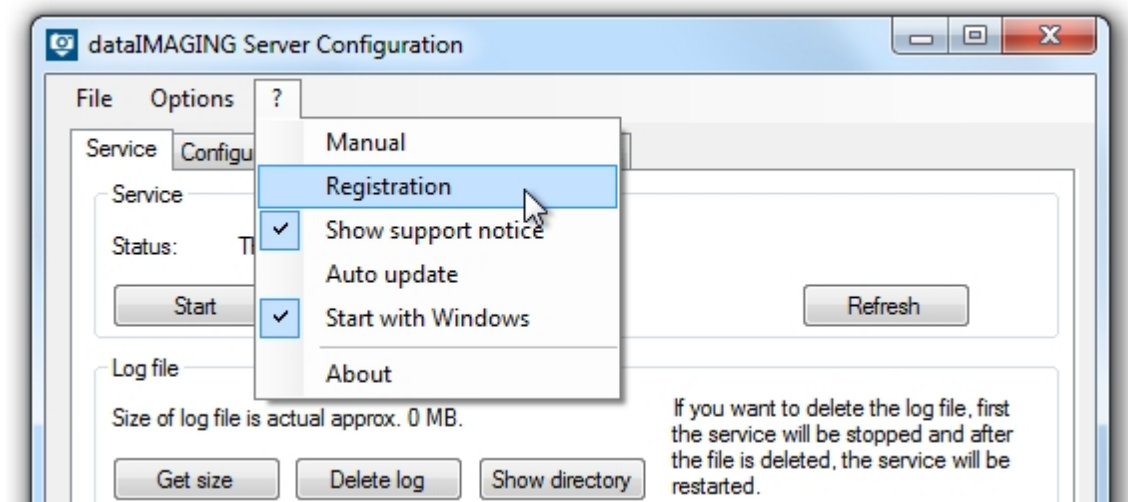 dataIMAGING Server Configuration
File Options ?
Service
Manual
Registration
Show support notice
Auto update
Start with Windows
About
Service
Status:
Start
Refresh
Log file
Size of log file is actual approx. 0 MB.
If you want to delete the log file, first
the service will be stopped and after
the file is deleted, the service will be
restarted.
Get size Delete log Show directory